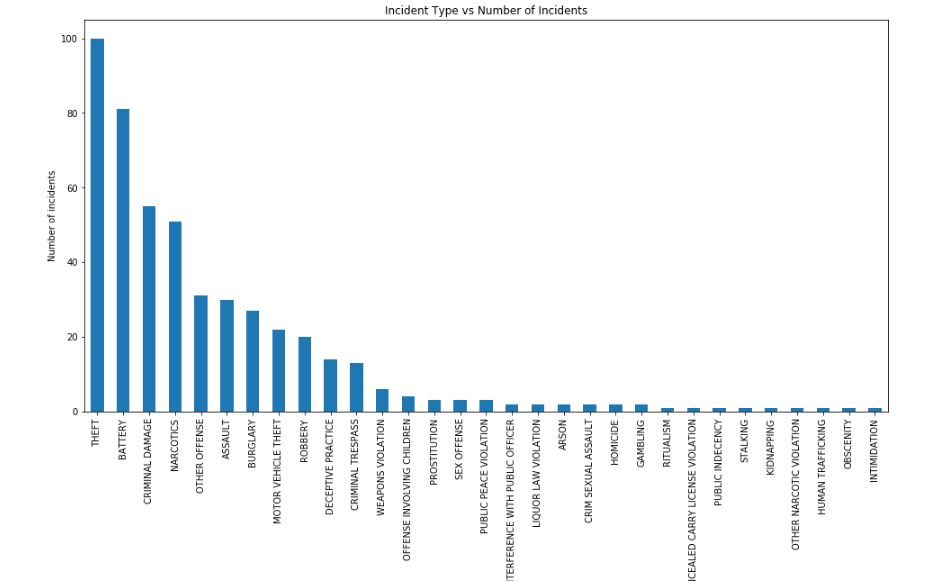 Incident Type vs Number of Incidents
Number of incidents
100
80
60
40
20
0
THEFT
BATTERY
CRIMINAL DAMAGE
NARCOTICS
OTHER OFFENSE
ASSAULT
BURGLARY
MOTOR VEHICLE THEFT
ROBBERY
DECEPTIVE PRACTICE
CRIMINAL TRESPASS
WEAPONS VIOLATION
OFFENSE INVOLVING CHILDREN
PROSTITUTION
SEX OFFENSE
PUBLIC PEACE VIOLATION
TERFERENCE WITH PUBLIC OFFICER
LIQUOR LAW VIOLATION
ARSON
CRIM SEXUAL ASSAULT
HOMICIDE
GAMBLING
RITUALISM
ICEALED CARRY LICENSE VIOLATION
PUBLIC INDECENCY
STALKING
KIDNAPPING
OTHER NARCOTIC VIOLATION
HUMAN TRAFFICKING
OBSCENITY
INTIMIDATION